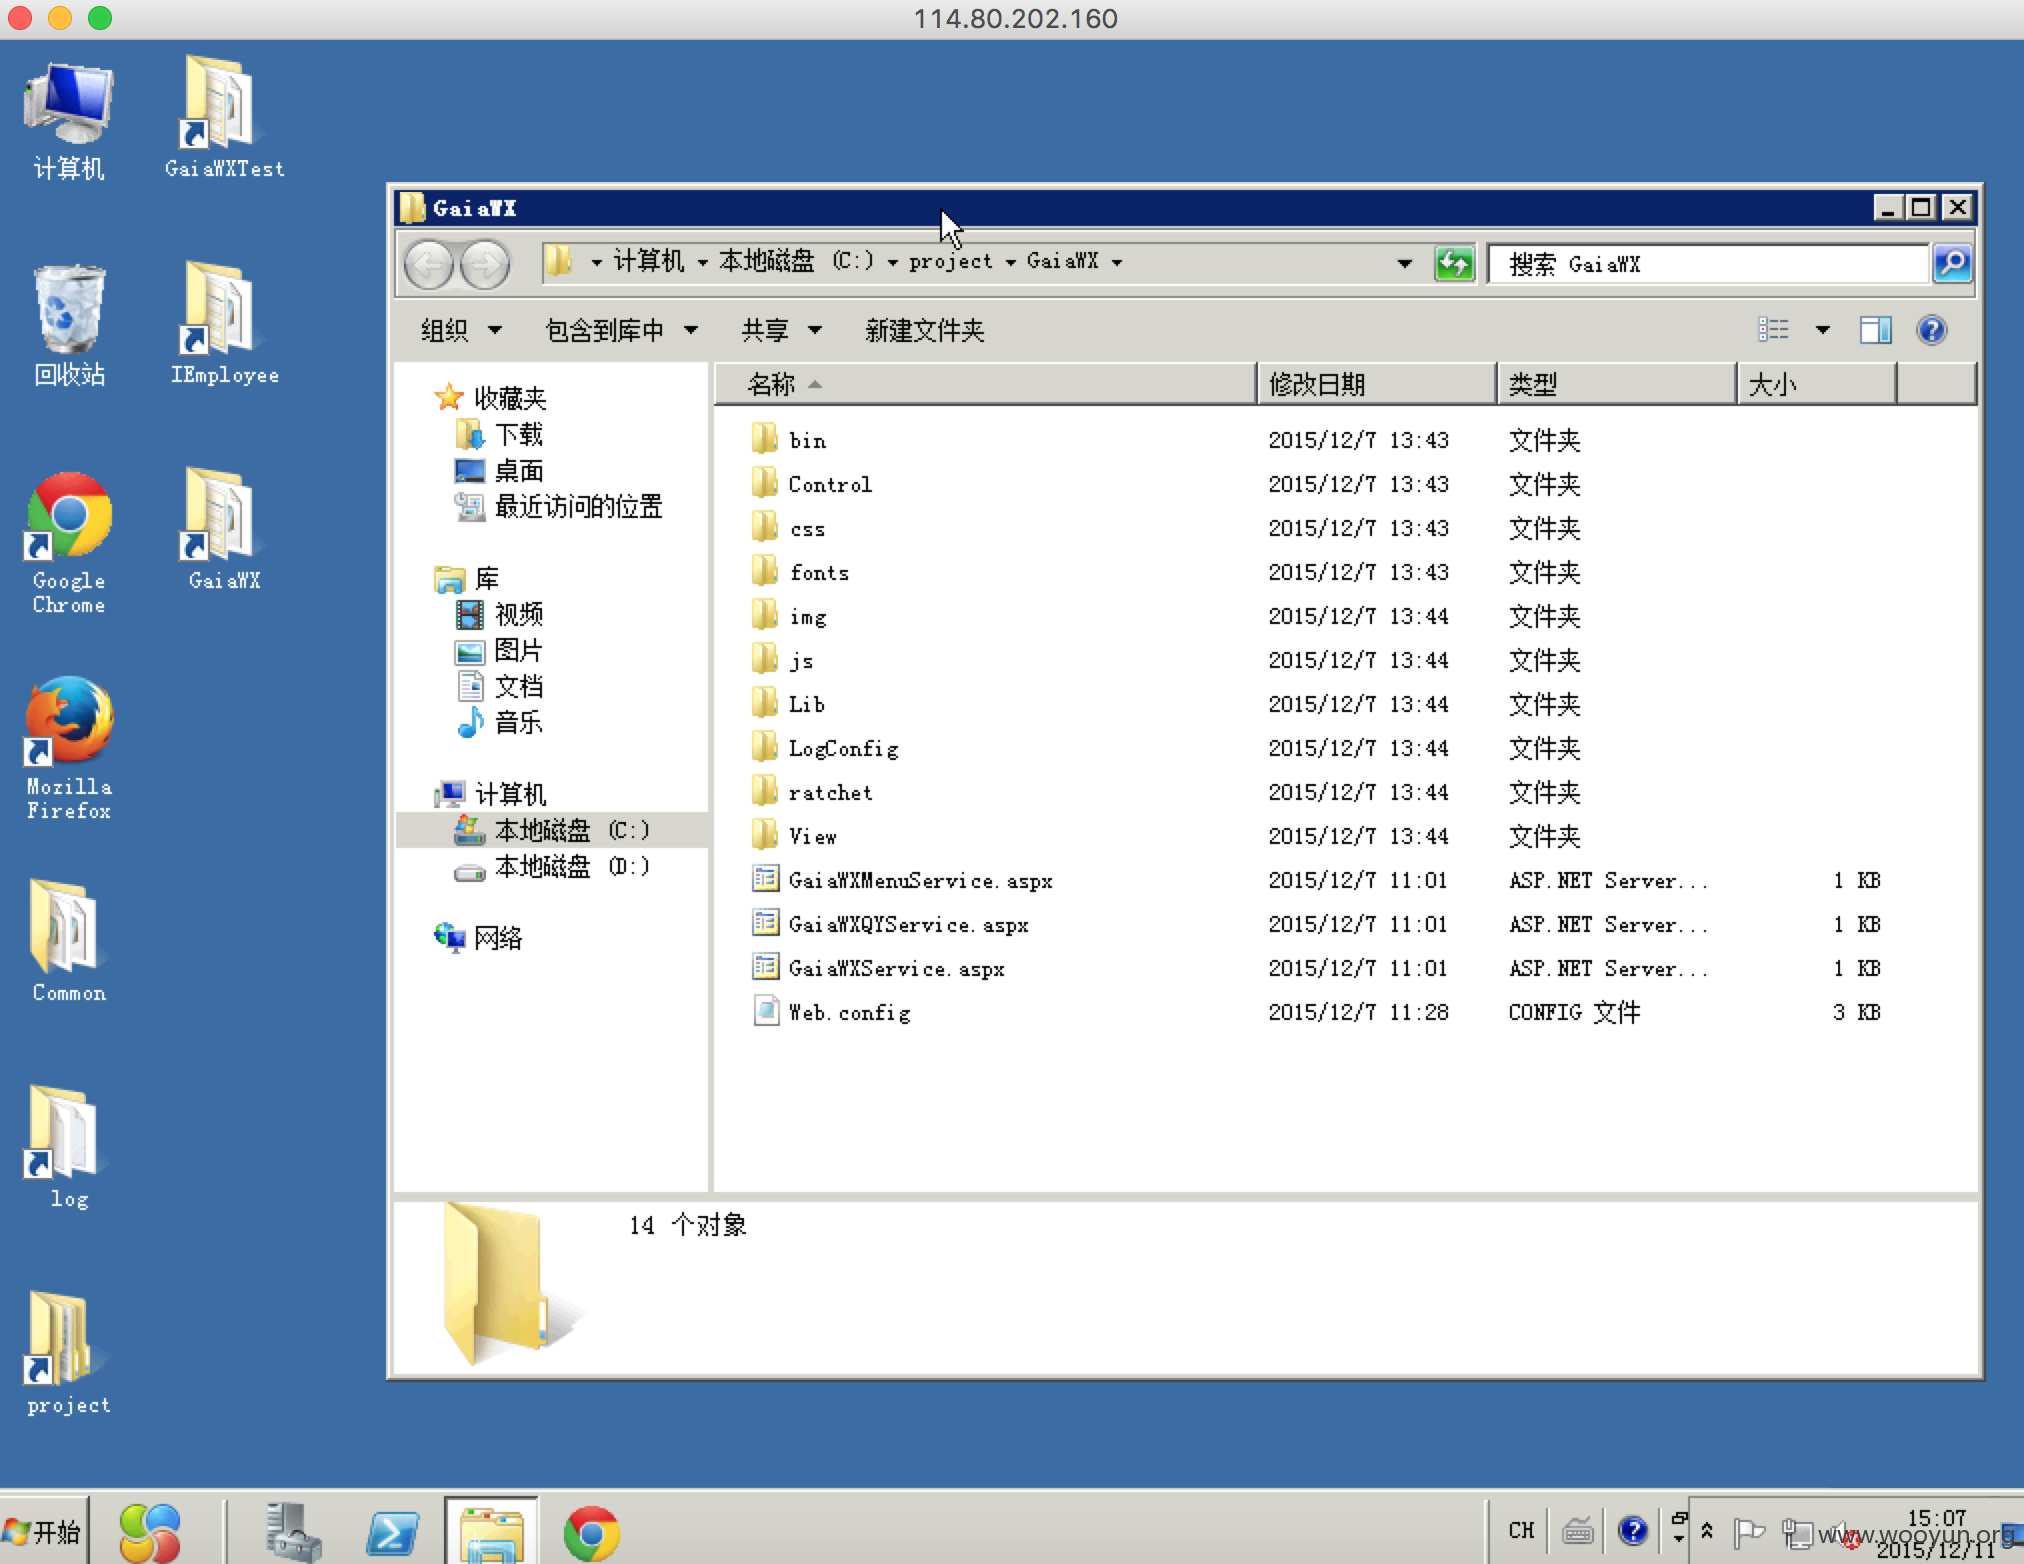 114.80.202.160
计算机
GaiaWXTest
回收站
IEmployee
Google
Chrome
GaiaWX
Mozilla
Firefox
Common
log
project
GaiaWX
计算机 本地磁盘 (C:) project GaiaWX
搜索 GaiaWX
组织 包含到库中 共享 新建文件夹
收藏夹
下载
桌面
最近访问的位置
库
视频
图片
文档
音乐
计算机
本地磁盘 (C:)
本地磁盘 (D:)
网络
名称 修改日期 类型 大小
bin 2015/12/7 13:43 文件夹
Control 2015/12/7 13:43 文件夹
css 2015/12/7 13:43 文件夹
fonts 2015/12/7 13:43 文件夹
img 2015/12/7 13:44 文件夹
js 2015/12/7 13:44 文件夹
Lib 2015/12/7 13:44 文件夹
LogConfig 2015/12/7 13:44 文件夹
ratchet 2015/12/7 13:44 文件夹
View 2015/12/7 13:44 文件夹
GaiaWXMenuService.aspx 2015/12/7 11:01 ASP.NET Server... 1 KB
GaiaWXQYService.aspx 2015/12/7 11:01 ASP.NET Server... 1 KB
GaiaWXService.aspx 2015/12/7 11:01 ASP.NET Server... 1 KB
Web.config 2015/12/7 11:28 CONFIG 文件 3 KB
14 个对象
开始
CH
15:07
www.wooyun.org
2015/12/11